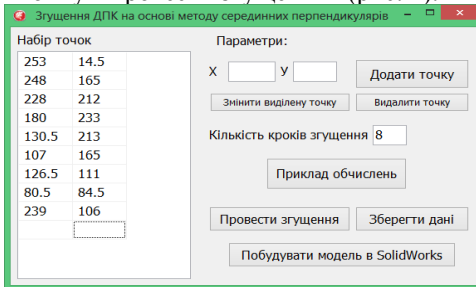 Згущення ДПК на основі методу серединних перпендикулярів
Набір точок
Параметри:
253 14.5
248 165
228 212
180 233
130.5 213
107 165
126.5 111
80.5 84.5
239 106
X У Додати точку
Змінити виділену точку Видалити точку
Кількість кроків згущення 8
Приклад обчислень
Провести згущення Зберегти дані
Побудувати модель в SolidWorks